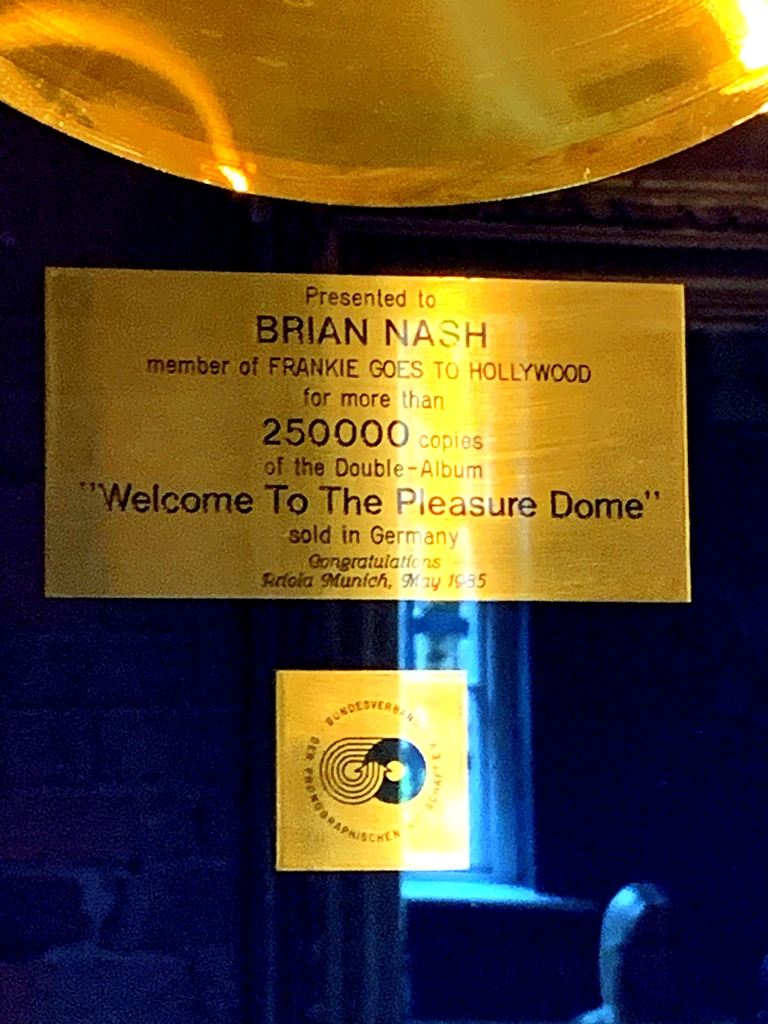 Presented to
BRIAN NASH
member of FRANKIE GOES TO HOLLYWOOD
for more than
250000 copies
of the Double-Album
"Welcome To The Pleasure Dome"
sold in Germany
Congratulations
Ariola Munich, May 1985
BUNDESVERBAND
DER PHONOGRAPHISCHEN